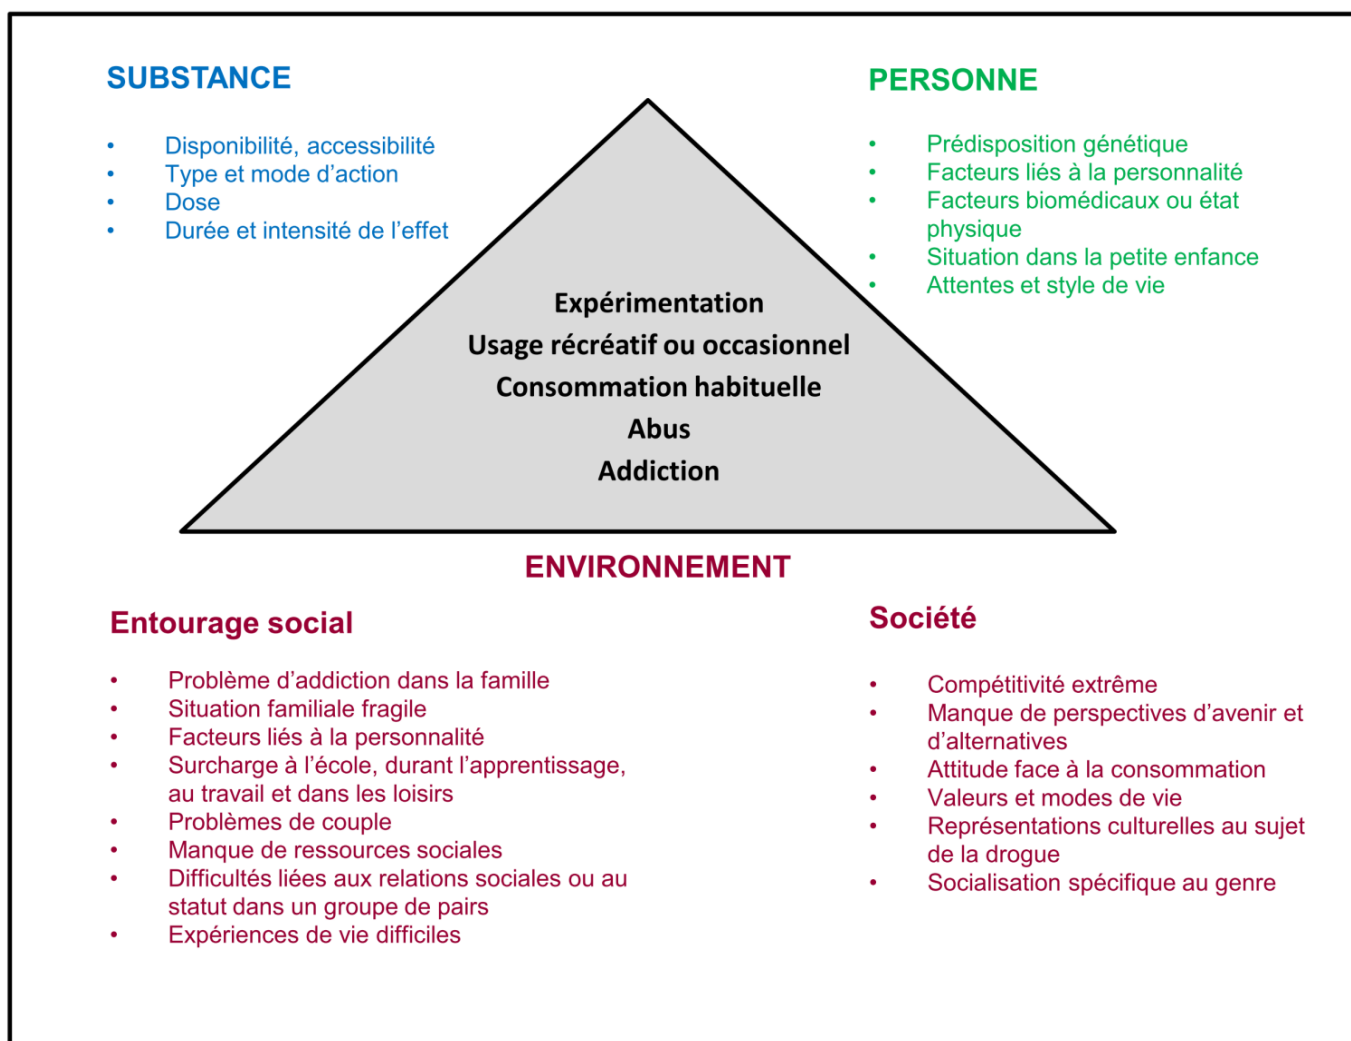 SUBSTANCE
• Disponibilité, accessibilité
• Type et mode d’action
• Dose
• Durée et intensité de l’effet
PERSONNE
• Prédisposition génétique
• Facteurs liés à la personnalité
• Facteurs biomédicaux ou état
physique
• Situation dans la petite enfance
• Attentes et style de vie
Expérimentation
Usage récréatif ou occasionnel
Consommation habituelle
Abus
Addiction
ENVIRONNEMENT
Entourage social
• Problème d’addiction dans la famille
• Situation familiale fragile
• Facteurs liés à la personnalité
• Surcharge à l’école, durant l’apprentissage,
au travail et dans les loisirs
• Problèmes de couple
• Manque de ressources sociales
• Difficultés liées aux relations sociales ou au
statut dans un groupe de pairs
• Expériences de vie difficiles
Société
• Compétitivité extrême
• Manque de perspectives d’avenir et
d’alternatives
• Attitude face à la consommation
• Valeurs et modes de vie
• Représentations culturelles au sujet
de la drogue
• Socialisation spécifique au genre